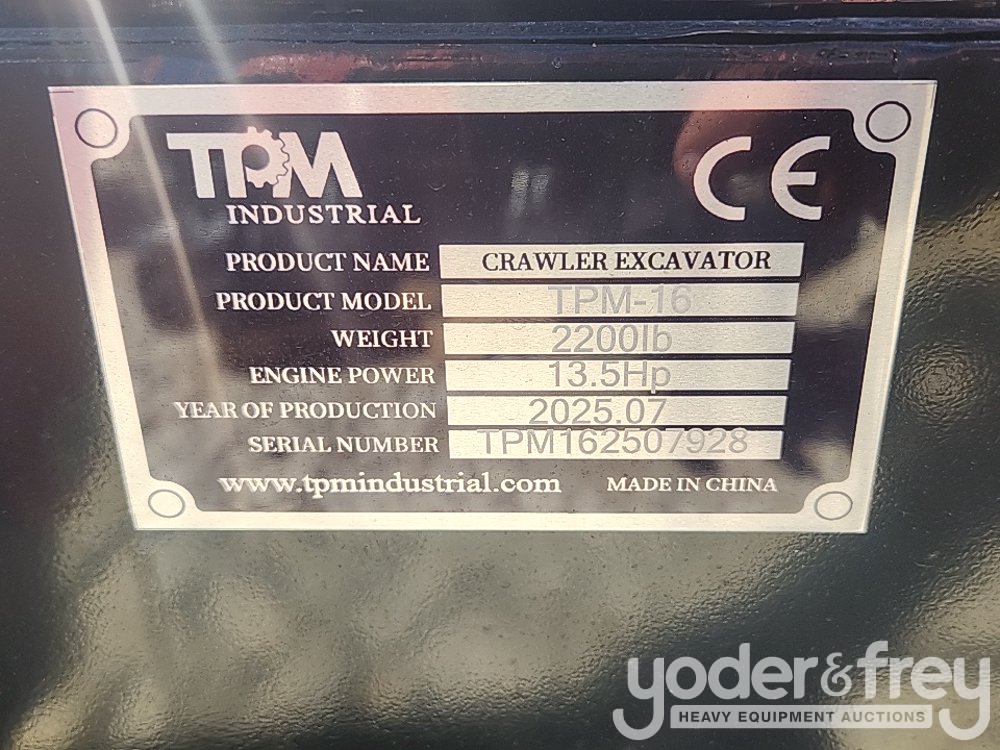 TPM
INDUSTRIAL
CE
PRODUCT NAME CRAWLER EXCAVATOR
PRODUCT MODEL TPM-16
WEIGHT 2200lb
ENGINE POWER 13.5Hp
YEAR OF PRODUCTION 2025.07
SERIAL NUMBER TPM162507928
www.tpmindustrial.com MADE IN CHINA
yoder&frey
HEAVY EQUIPMENT AUCTIONS